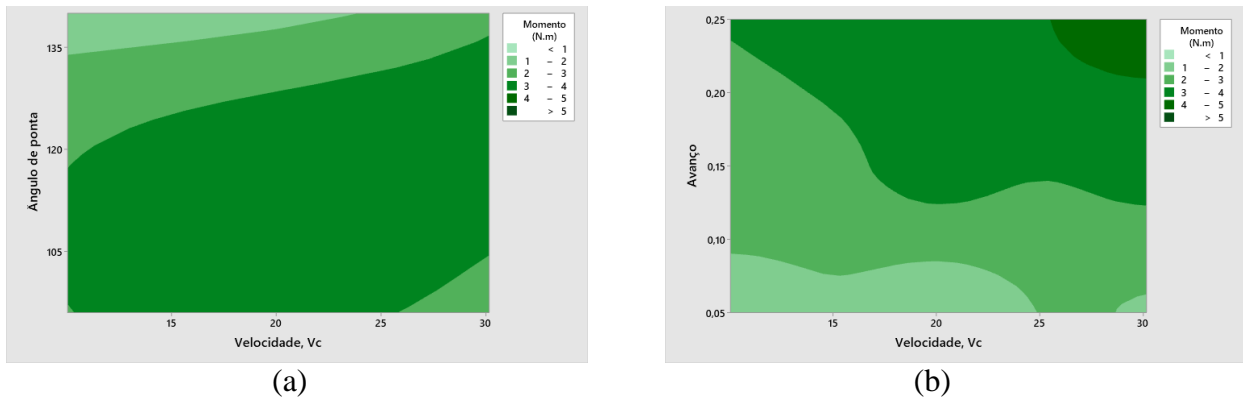 Momento
(N.m)
< 1
1 – 2
2 – 3
3 – 4
4 – 5
> 5
135
120
105
Ângulo de ponta
15 20 25 30
Velocidade, Vc
(a)
Momento
(N.m)
< 1
1 – 2
2 – 3
3 – 4
4 – 5
> 5
0,25
0,20
0,15
0,10
0,05
Avanço
15 20 25 30
Velocidade, Vc
(b)